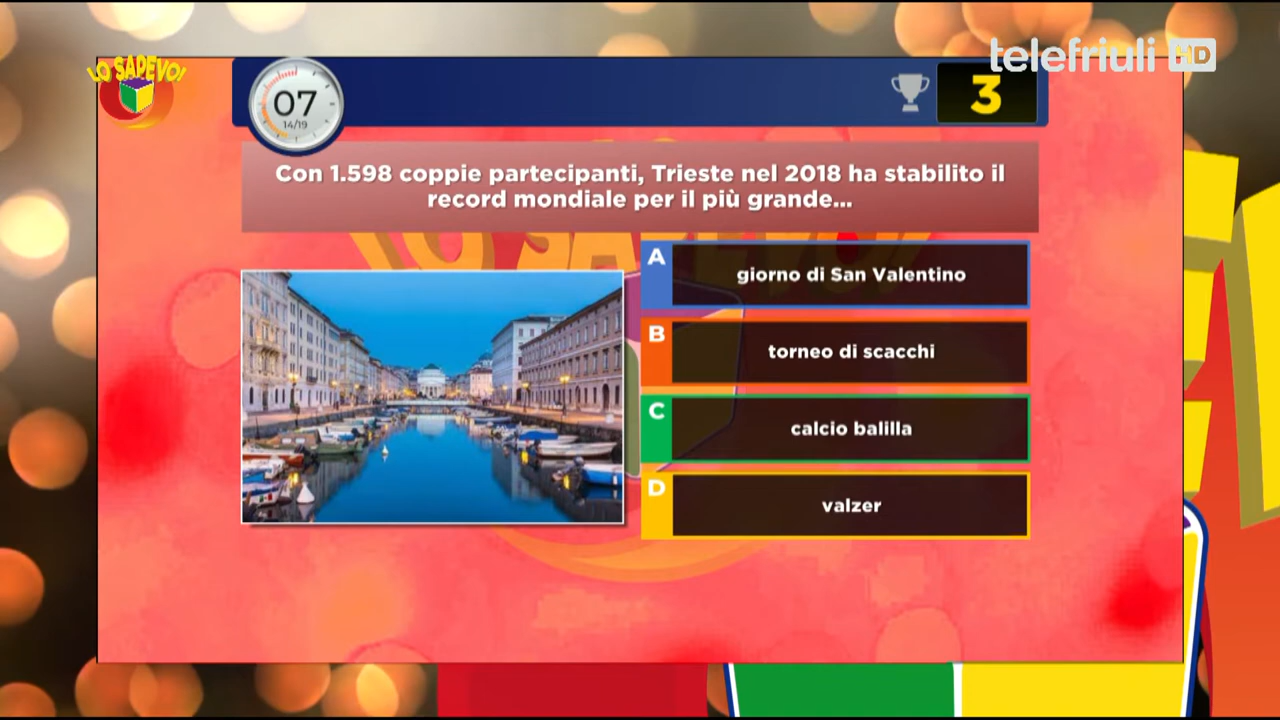 LO SAPEVO!
telefriuli HD
07
14/19
3
Con 1.598 coppie partecipanti, Trieste nel 2018 ha stabilito il
record mondiale per il più grande...
A
giorno di San Valentino
B
torneo di scacchi
C
calcio balilla
D
valzer